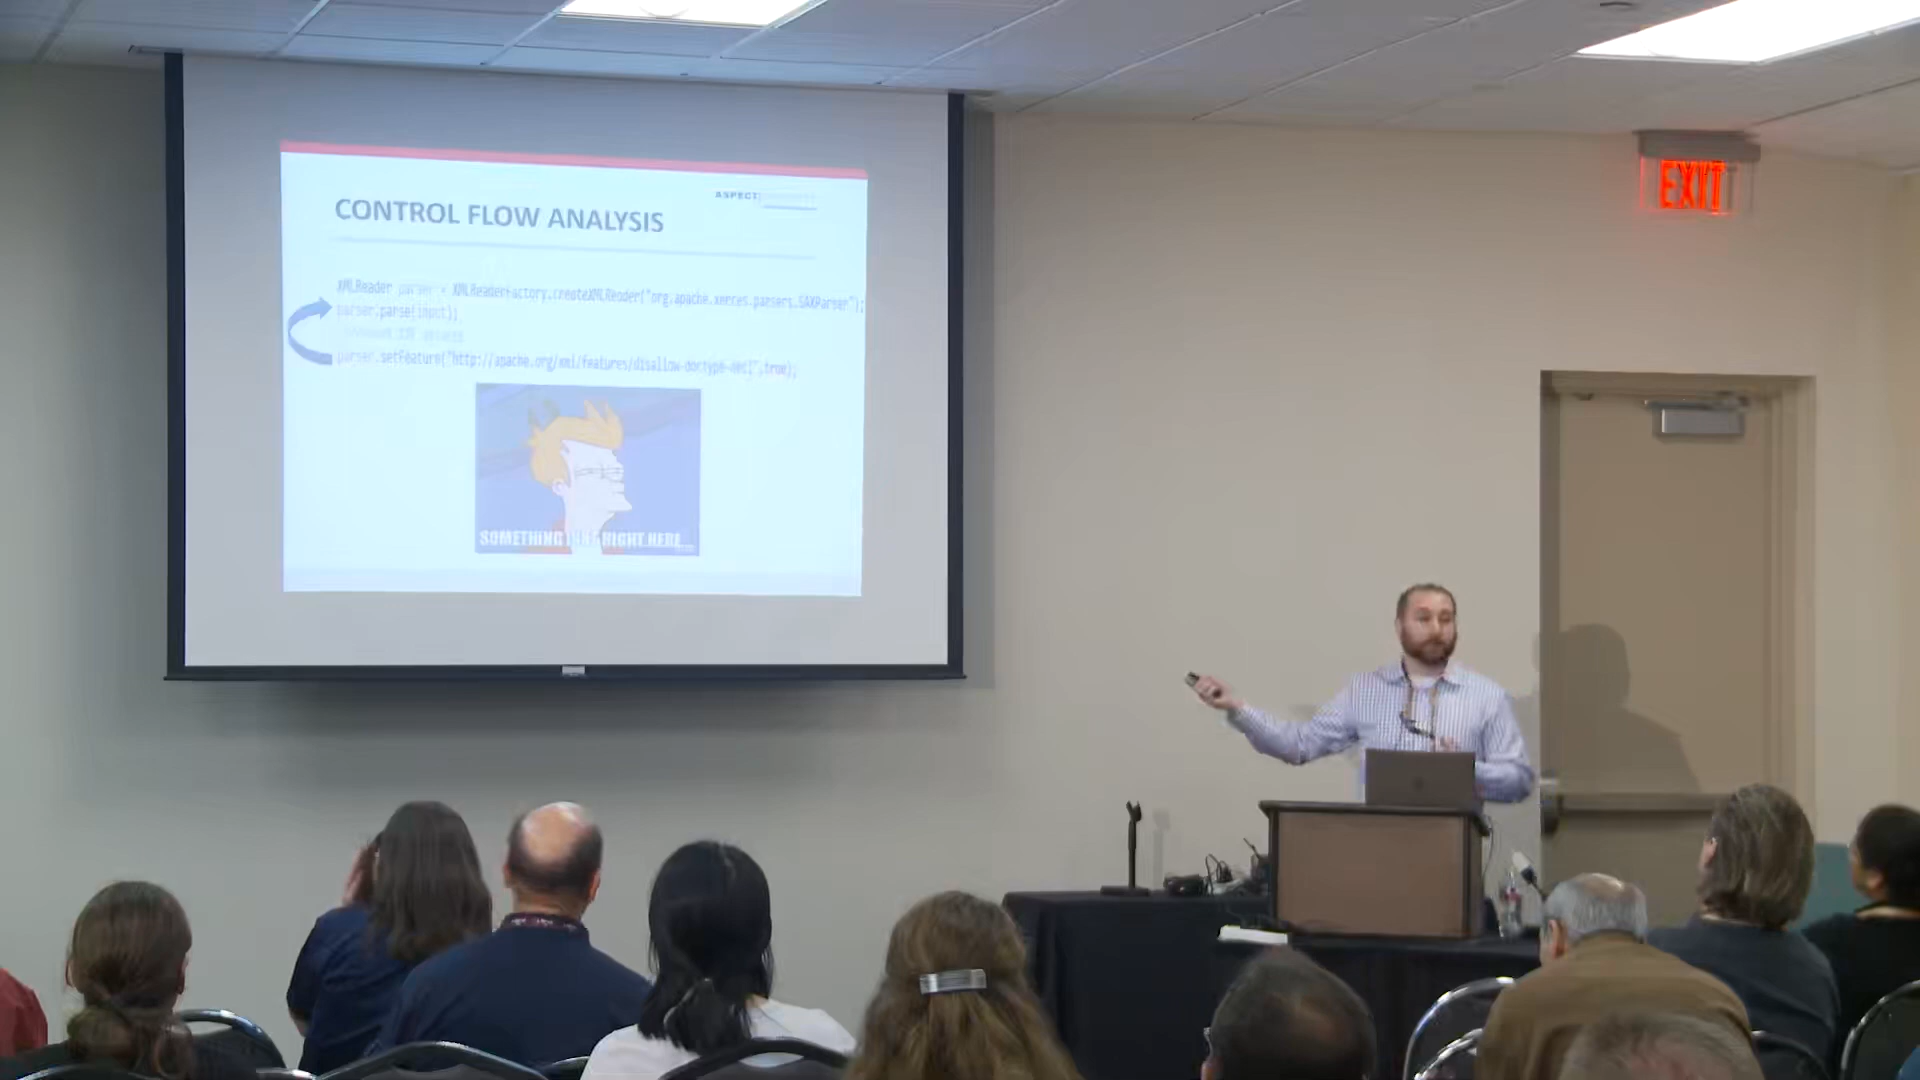 ASPECT
CONTROL FLOW ANALYSIS
XMLReader parser = XMLReaderFactory.createXMLReader("org.apache.xerces.parsers.SAXParser");
parser.parse(input);
parser.setFeature("http://apache.org/xml/features/disallow-doctype-decl",true);
SOMETHING RIGHT HERE
EXIT